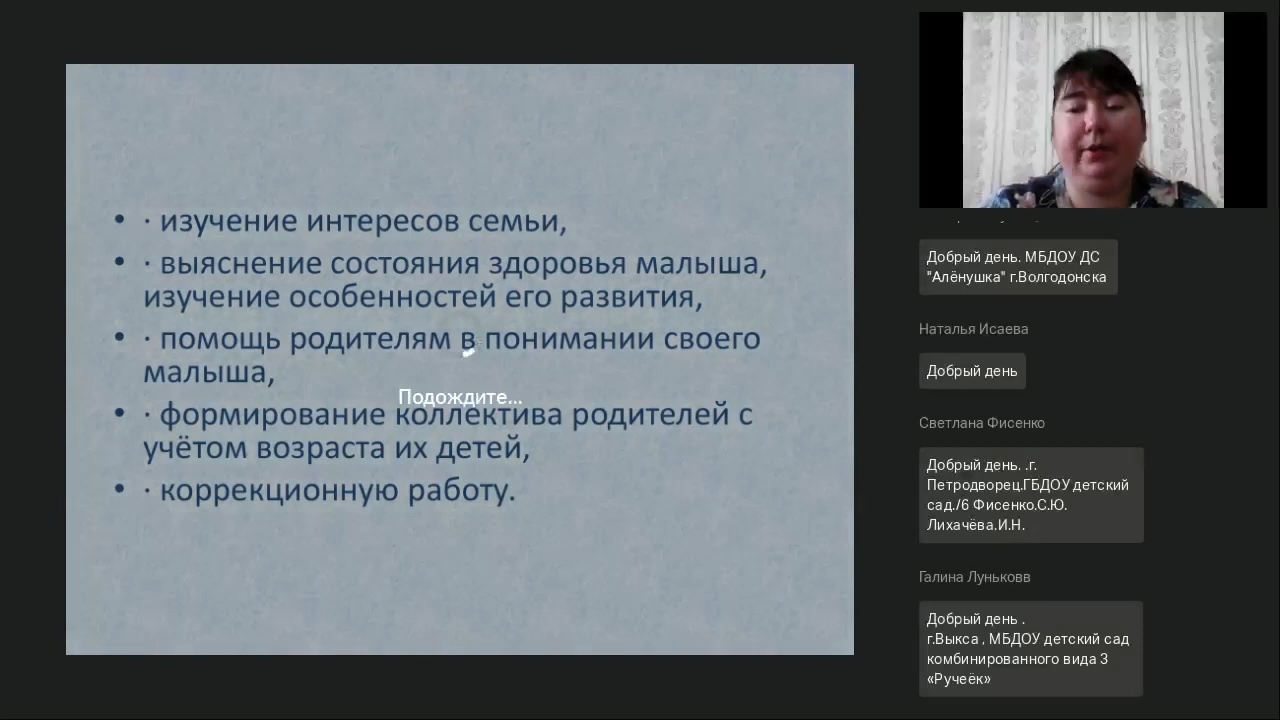 • · изучение интересов семьи,
• · выяснение состояния здоровья малыша,
изучение особенностей его развития,
• · помощь родителям в понимании своего
малыша,
Подождите...
• · формирование коллектива родителей с
учётом возраста их детей,
• · коррекционную работу.
Добрый день. МБДОУ ДС
"Алёнушка" г.Волгодонска
Наталья Исаева
Добрый день
Светлана Фисенко
Добрый день. .г.
Петродворец.ГБДОУ детский
сад./6 Фисенко.С.Ю.
Лихачёва.И.Н.
Галина Луньковв
Добрый день .
г.Выкса , МБДОУ детский сад
комбинированного вида 3
«Ручеёк»